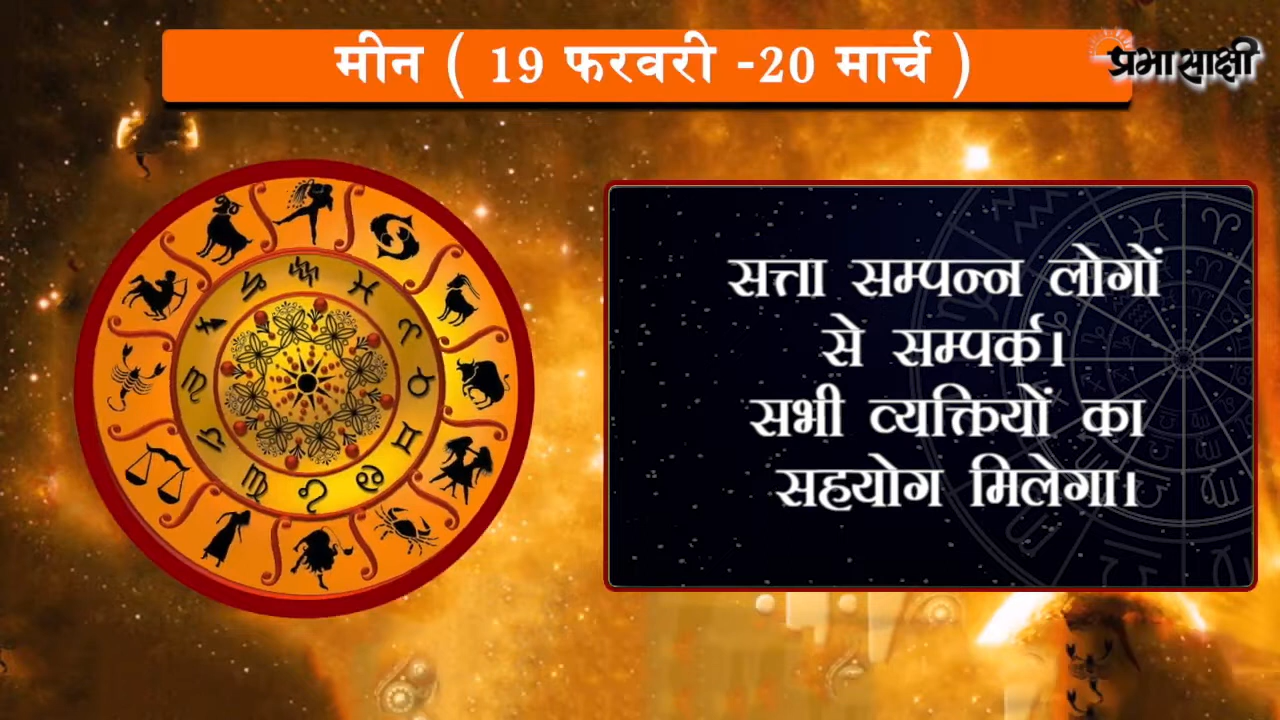 मीन ( 19 फरवरी -20 मार्च )
प्रभासाक्षी
सत्ता सम्पन्न लोगों
से सम्पर्क।
सभी व्यक्तियों का
सहयोग मिलेगा।